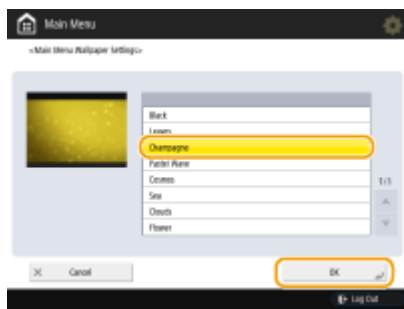 Main Menu
<Main Menu Wallpaper Settings>
Black
Leaves
Champagne
Pastel Wave
Cosmos
Sea
Clouds
Flower
1/1
Cancel
OK
Log Out